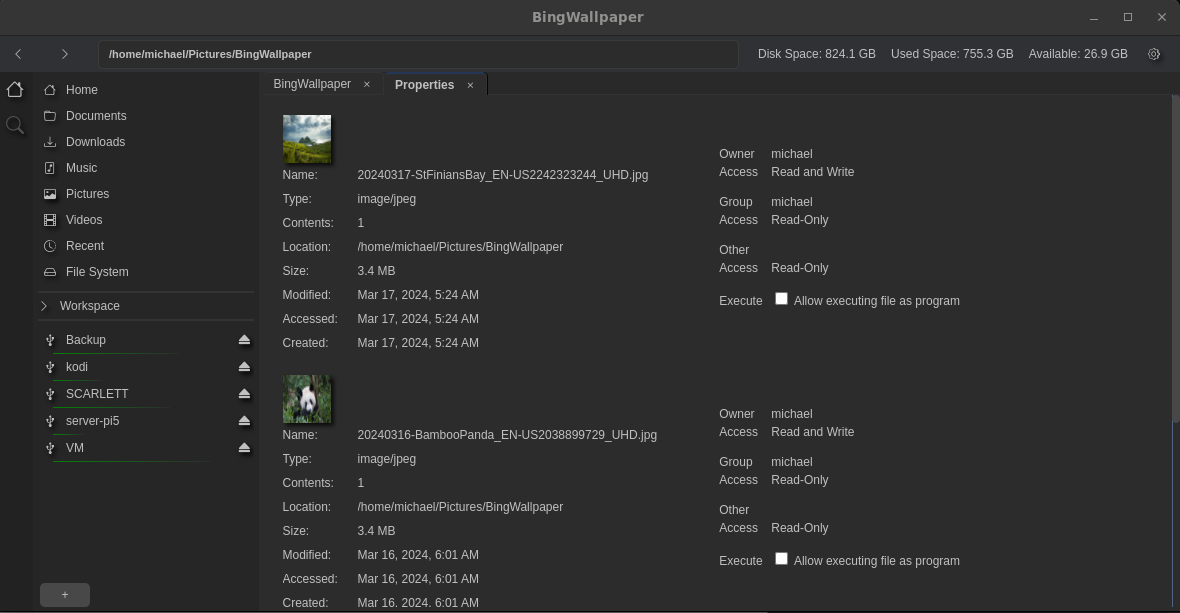 BingWallpaper
/home/michael/Pictures/BingWallpaper
Disk Space: 824.1 GB Used Space: 755.3 GB Available: 26.9 GB
Home
Documents
Downloads
Music
Pictures
Videos
Recent
File System
Workspace
Backup
kodi
SCARLETT
server-pi5
VM
+
BingWallpaper ×
Properties ×
Name: 20240317-StFiniansBay_EN-US2242323244_UHD.jpg
Type: image/jpeg
Contents: 1
Location: /home/michael/Pictures/BingWallpaper
Size: 3.4 MB
Modified: Mar 17, 2024, 5:24 AM
Accessed: Mar 17, 2024, 5:24 AM
Created: Mar 17, 2024, 5:24 AM
Owner michael
Access Read and Write
Group michael
Access Read-Only
Other
Access Read-Only
Execute Allow executing file as program
Name: 20240316-BambooPanda_EN-US2038899729_UHD.jpg
Type: image/jpeg
Contents: 1
Location: /home/michael/Pictures/BingWallpaper
Size: 3.4 MB
Modified: Mar 16, 2024, 6:01 AM
Accessed: Mar 16, 2024, 6:01 AM
Created: Mar 16, 2024, 6:01 AM
Owner michael
Access Read and Write
Group michael
Access Read-Only
Other
Access Read-Only
Execute Allow executing file as program